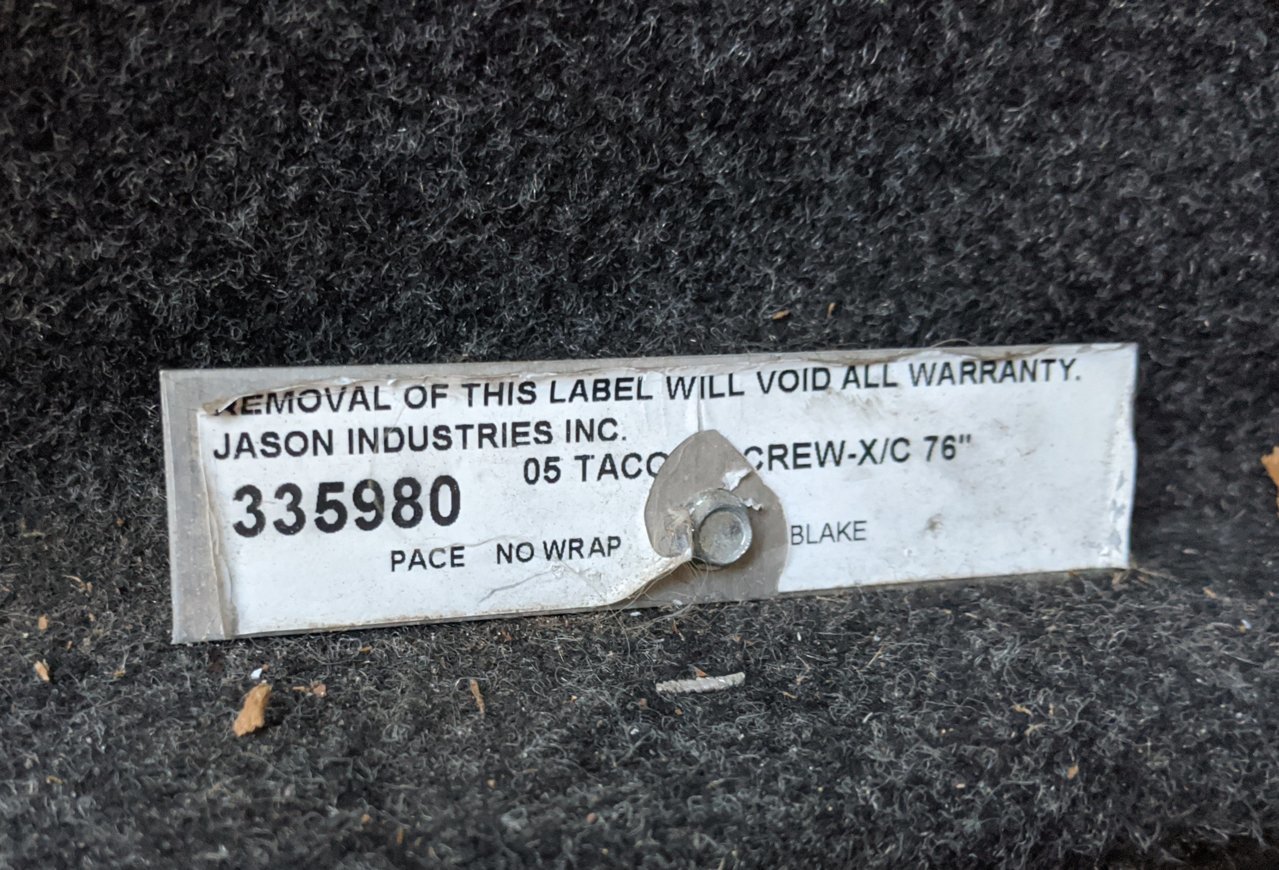 REMOVAL OF THIS LABEL WILL VOID ALL WARRANTY.
JASON INDUSTRIES INC.
05 TACO CREW-X/C 76"
335980
PACE NO WRAP BLAKE